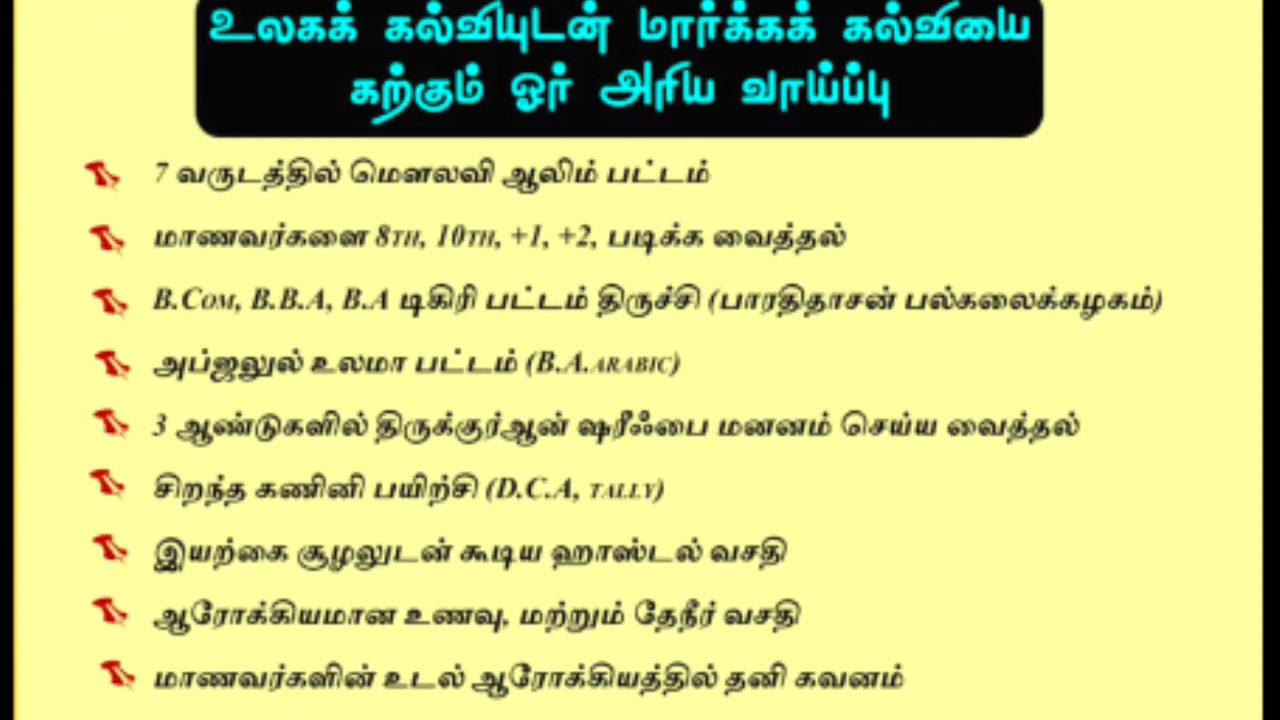 உலகக் கல்வியுடன் மார்க்கக் கல்வியை
கற்கும் ஓர் அரிய வாய்ப்பு
7 வருடத்தில் மௌலவி ஆலிம் பட்டம்
மாணவர்களை 8TH, 10TH, +1, +2, படிக்க வைத்தல்
B.COM, B.B.A, B.A டிகிரி பட்டம் திருச்சி (பாரதிதாசன் பல்கலைக்கழகம்)
அப்ஜலுல் உலமா பட்டம் (B.A.ARABIC)
3 ஆண்டுகளில் திருக்குர்ஆன் ஷரீஃபை மனனம் செய்ய வைத்தல்
சிறந்த கணினி பயிற்சி (D.C.A, TALLY)
இயற்கை சூழலுடன் கூடிய ஹாஸ்டல் வசதி
ஆரோக்கியமான உணவு, மற்றும் தேநீர் வசதி
மாணவர்களின் உடல் ஆரோக்கியத்தில் தனி கவனம்